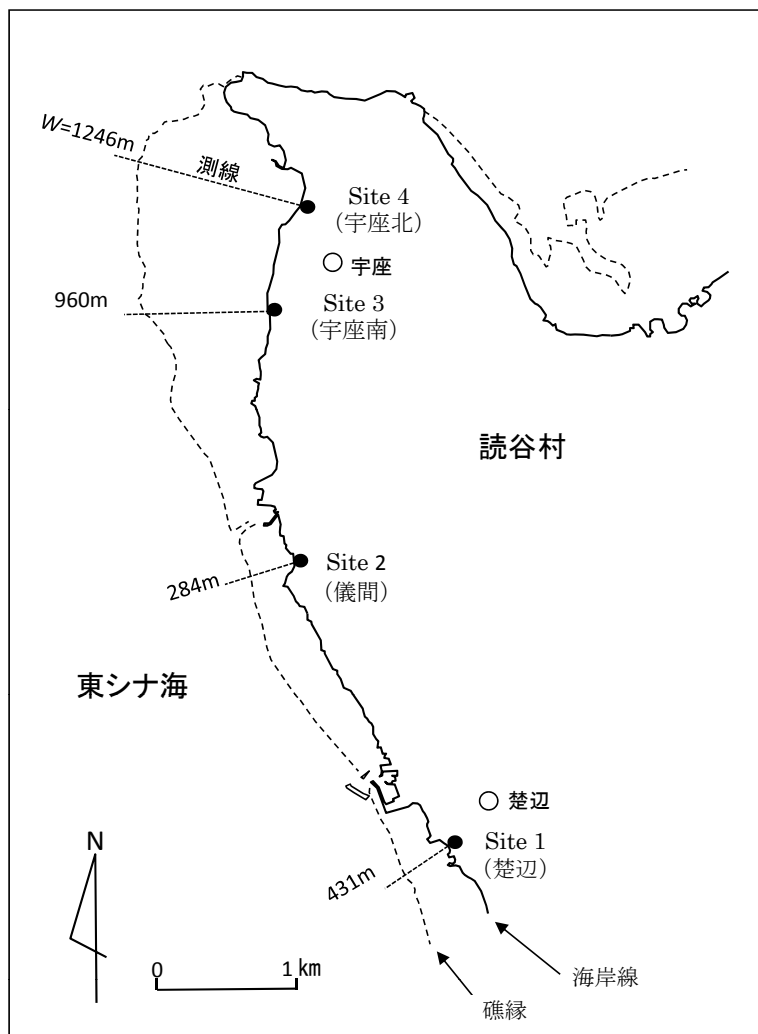 W=1246m
測線
Site 4
（宇座北）
宇座
960m
Site 3
（宇座南）
読谷村
Site 2
（儀間）
284m
東シナ海
楚辺
Site 1
（楚辺）
431m
N
0
1 km
海岸線
礁縁